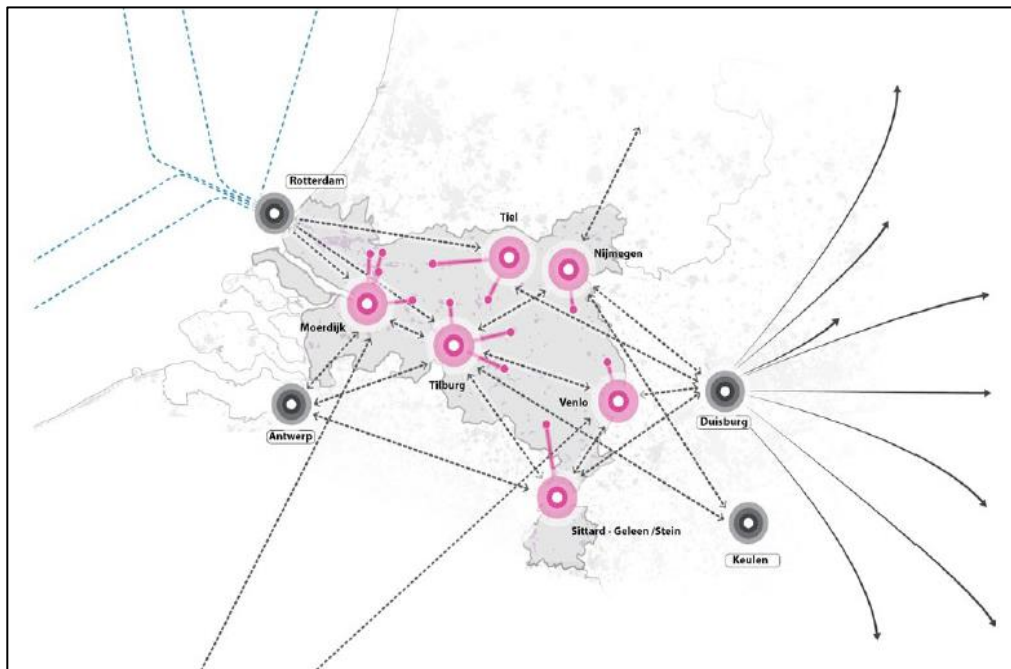 Rotterdam
Tiel
Nijmegen
Moerdijk
Tilburg
Venlo
Antwerp
Duisburg
Sittard - Geleen /Stein
Keulen